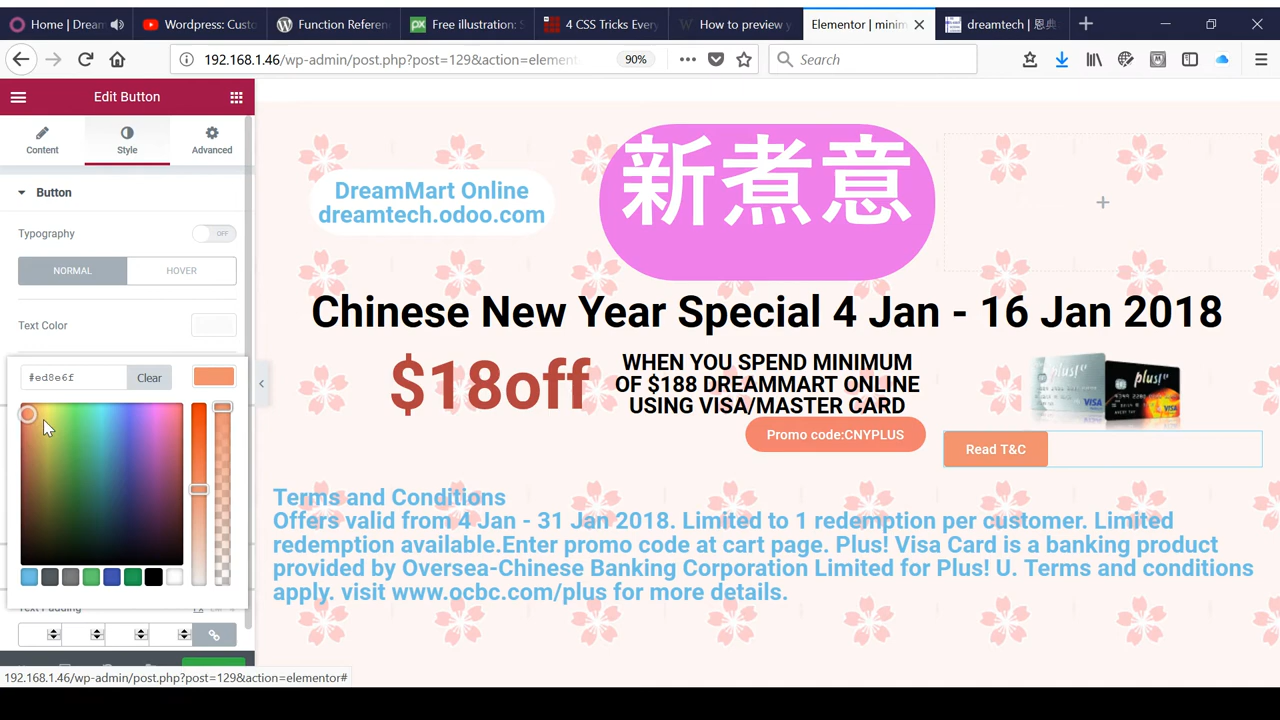 Home | Dream
Wordpress: Custo
Function Referen
Free illustration: S
4 CSS Tricks Every
How to preview y
Elementor | minim
dreamtech | 恩典
192.168.1.46/wp-admin/post.php?post=129&action=element
90%
Search
Edit Button
Content
Style
Advanced
Button
Typography
OFF
NORMAL
HOVER
Text Color
#ed8e6f
Clear
Text Padding
DreamMart Online
dreamtech.odoo.com
新煮意
Chinese New Year Special 4 Jan - 16 Jan 2018
$18off
WHEN YOU SPEND MINIMUM
OF $188 DREAMMART ONLINE
USING VISA/MASTER CARD
Promo code:CNYPLUS
plus!
VISA
plus!
VISA
Read T&C
Terms and Conditions
Offers valid from 4 Jan - 31 Jan 2018. Limited to 1 redemption per customer. Limited
redemption available.Enter promo code at cart page. Plus! Visa Card is a banking product
provided by Oversea-Chinese Banking Corporation Limited for Plus! U. Terms and conditions
apply. visit www.ocbc.com/plus for more details.
192.168.1.46/wp-admin/post.php?post=129&action=elementor#